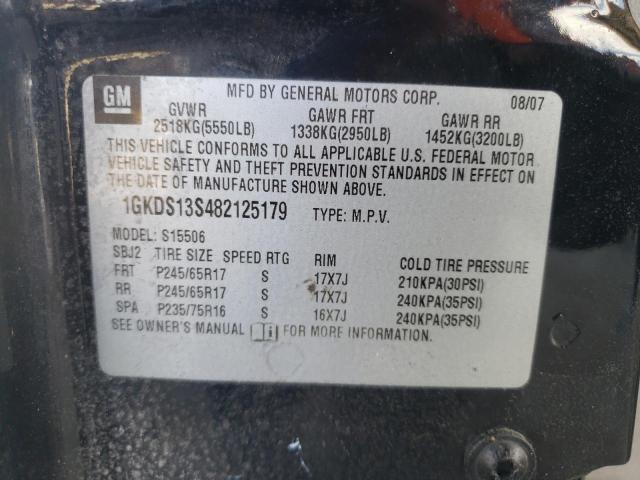 GM MFD BY GENERAL MOTORS CORP. 08/07
GVWR GAWR FRT GAWR RR
2518KG(5550LB) 1338KG(2950LB) 1452KG(3200LB)
THIS VEHICLE CONFORMS TO ALL APPLICABLE U.S. FEDERAL MOTOR
VEHICLE SAFETY AND THEFT PREVENTION STANDARDS IN EFFECT ON
THE DATE OF MANUFACTURE SHOWN ABOVE.
1GKDS13S482125179 TYPE: M.P.V.
MODEL: S15506
SBJ2 TIRE SIZE SPEED RTG RIM COLD TIRE PRESSURE
FRT P245/65R17 S 17X7J 210KPA(30PSI)
RR P245/65R17 S 17X7J 240KPA(35PSI)
SPA P235/75R16 S 16X7J 240KPA(35PSI)
SEE OWNER'S MANUAL FOR MORE INFORMATION.